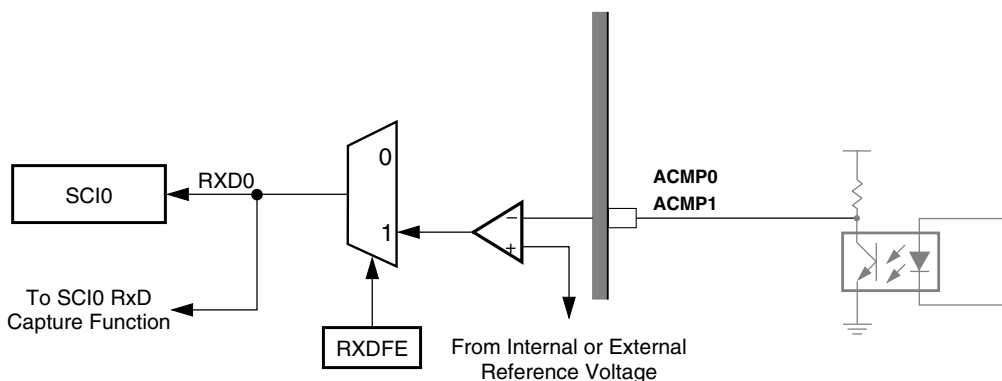 ACMP0
ACMP1
0
1
SCI0
RXD0
−
+
To SCI0 RxD
Capture Function
RXDFE
From Internal or External
Reference Voltage